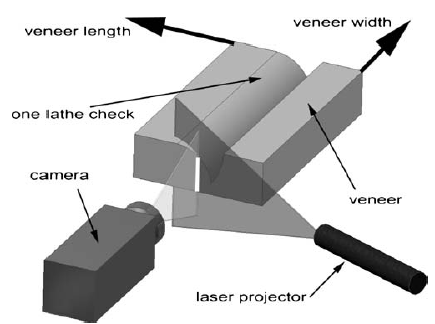 veneer length
veneer width
one lathe check
camera
veneer
laser projector